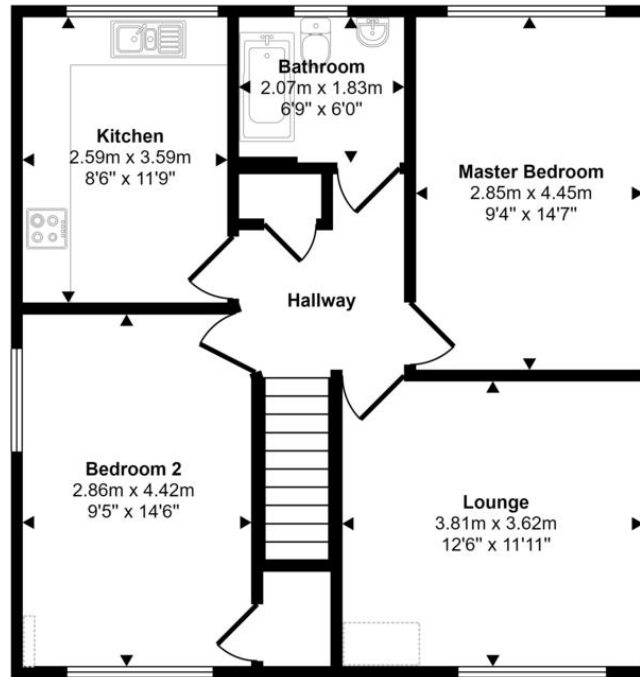 Kitchen
2.59m x 3.59m
8'6" x 11'9"
Bathroom
2.07m x 1.83m
6'9" x 6'0"
Master Bedroom
2.85m x 4.45m
9'4" x 14'7"
Hallway
Bedroom 2
2.86m x 4.42m
9'5" x 14'6"
Lounge
3.81m x 3.62m
12'6" x 11'11"